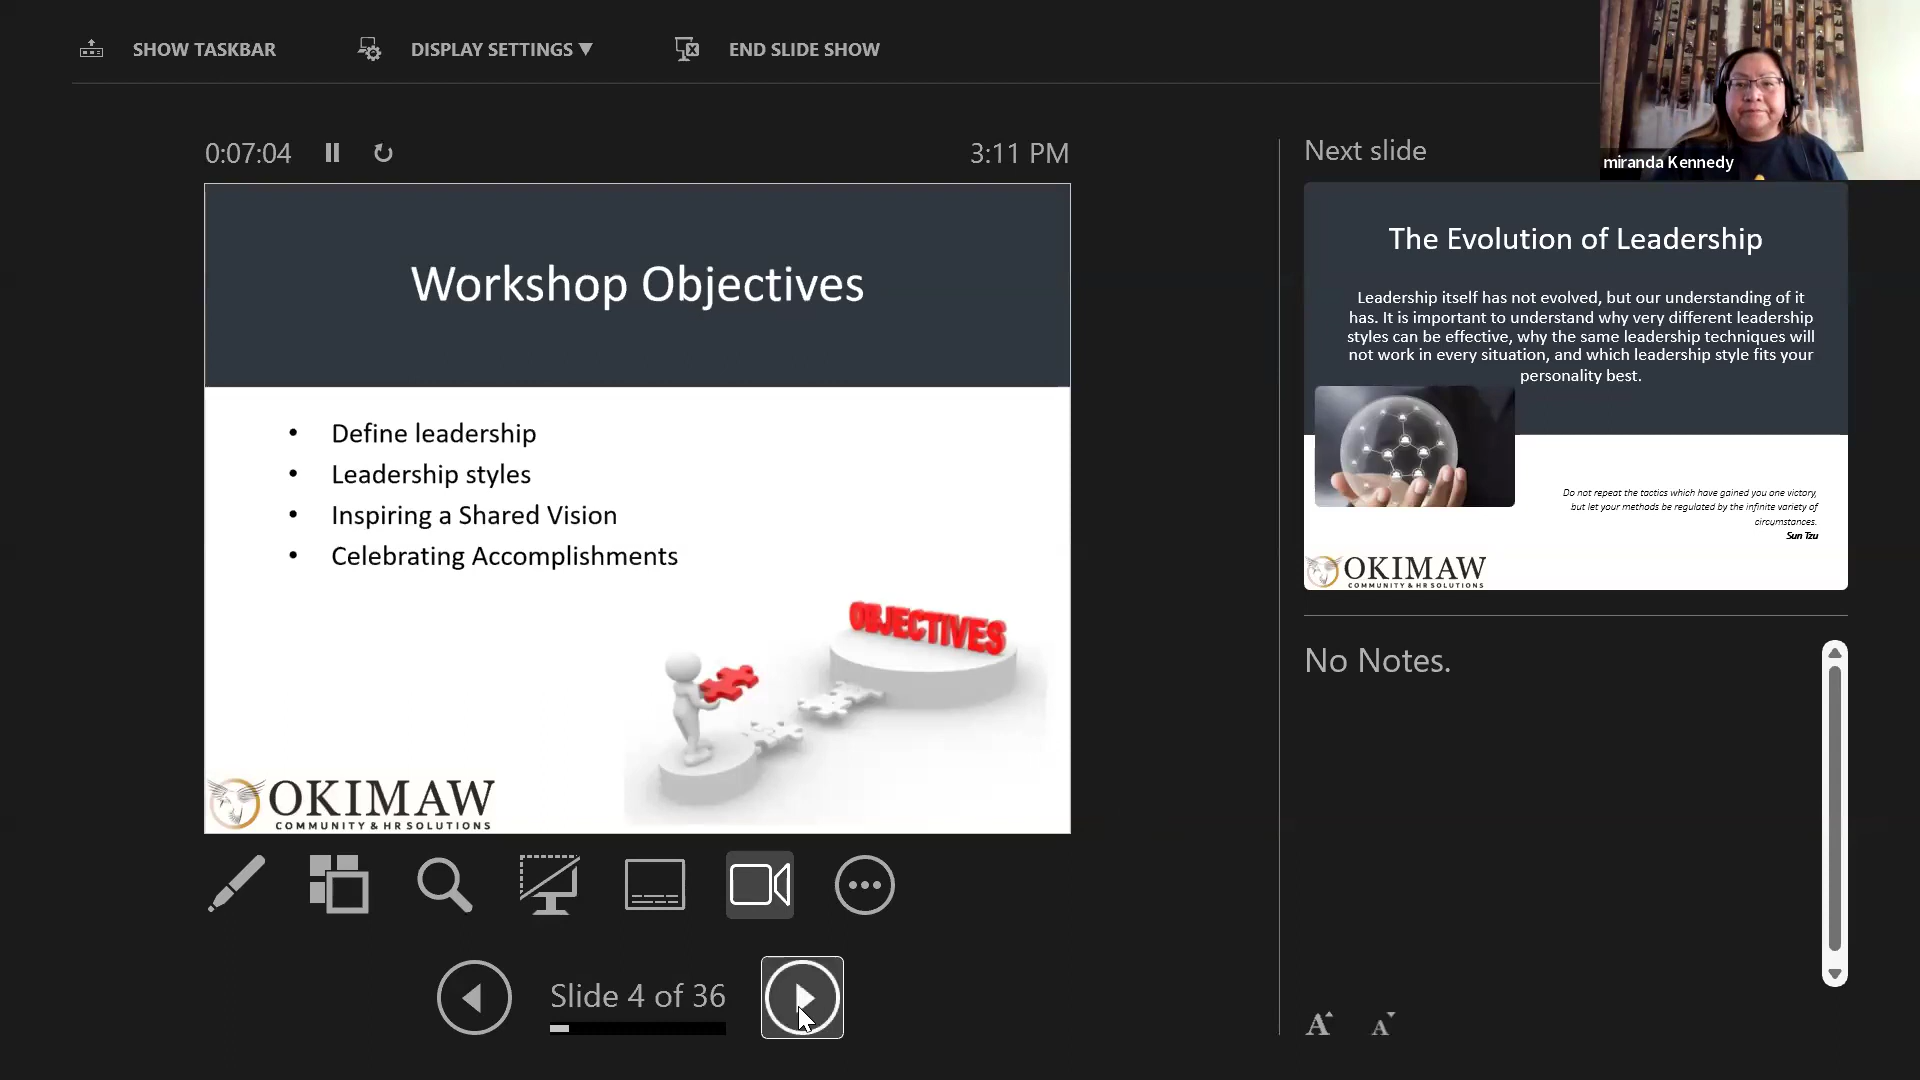 SHOW TASKBAR
DISPLAY SETTINGS ▼
END SLIDE SHOW
miranda Kennedy
0:07:04
3:11 PM
Workshop Objectives
• Define leadership
• Leadership styles
• Inspiring a Shared Vision
• Celebrating Accomplishments
OBJECTIVES
OKIMAW
COMMUNITY & HR SOLUTIONS
Slide 4 of 36
Next slide
The Evolution of Leadership
Leadership itself has not evolved, but our understanding of it
has. It is important to understand why very different leadership
styles can be effective, why the same leadership techniques will
not work in every situation, and which leadership style fits your
personality best.
Do not repeat the tactics which have gained you one victory,
but let your methods be regulated by the infinite variety of
circumstances.
Sun Tzu
OKIMAW
COMMUNITY & HR SOLUTIONS
No Notes.
A A